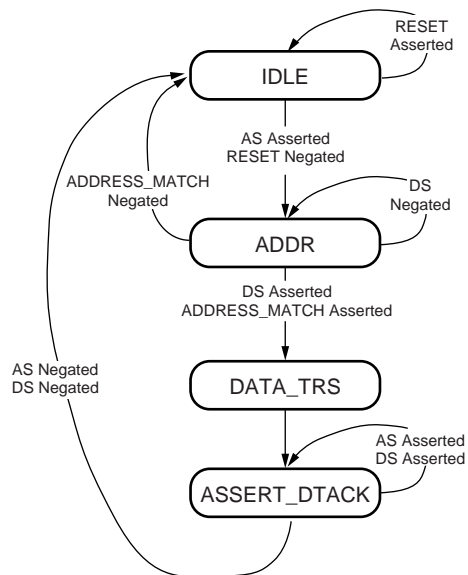 RESET
Asserted
IDLE
AS Asserted
RESET Negated
ADDRESS_MATCH
Negated
DS
Negated
ADDR
DS Asserted
ADDRESS_MATCH Asserted
AS Negated
DS Negated
DATA_TRS
AS Asserted
DS Asserted
ASSERT_DTACK